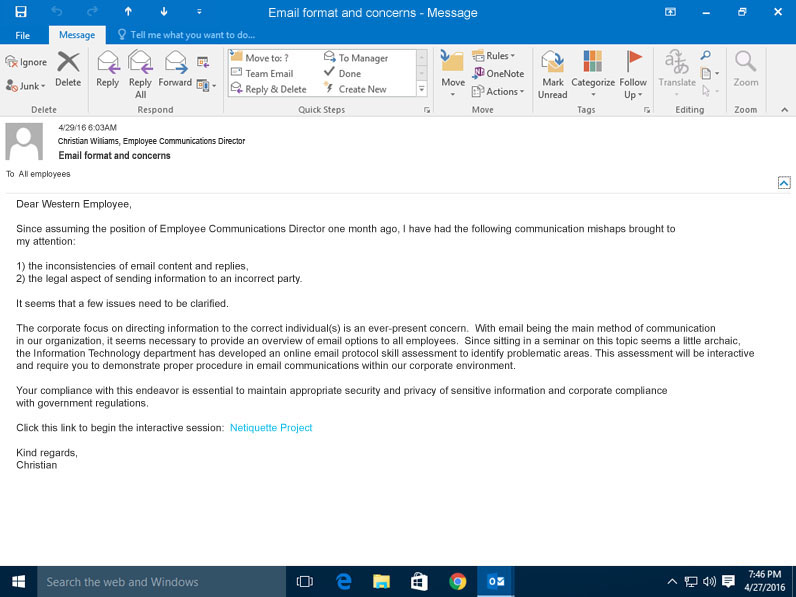 Email format and concerns - Message
File
Message
Tell me what you want to do...
Ignore
Junk
Delete
Delete
Reply
Reply All
Forward
Respond
Move to: ?
Team Email
Reply & Delete
To Manager
Done
Create New
Quick Steps
Move
Rules
OneNote
Actions
Move
Mark Unread
Categorize
Follow Up
Tags
Translate
Editing
Zoom
Zoom
4/29/16 6:03AM
Christian Williams, Employee Communications Director
Email format and concerns
To All employees
Dear Western Employee,
Since assuming the position of Employee Communications Director one month ago, I have had the following communication mishaps brought to
my attention:
1) the inconsistencies of email content and replies,
2) the legal aspect of sending information to an incorrect party.
It seems that a few issues need to be clarified.
The corporate focus on directing information to the correct individual(s) is an ever-present concern. With email being the main method of communication
in our organization, it seems necessary to provide an overview of email options to all employees. Since sitting in a seminar on this topic seems a little archaic,
the Information Technology department has developed an online email protocol skill assessment to identify problematic areas. This assessment will be interactive
and require you to demonstrate proper procedure in email communications within our corporate environment.
Your compliance with this endeavor is essential to maintain appropriate security and privacy of sensitive information and corporate compliance
with government regulations.
Click this link to begin the interactive session: Netiquette Project
Kind regards,
Christian
Search the web and Windows
7:46 PM
4/27/2016